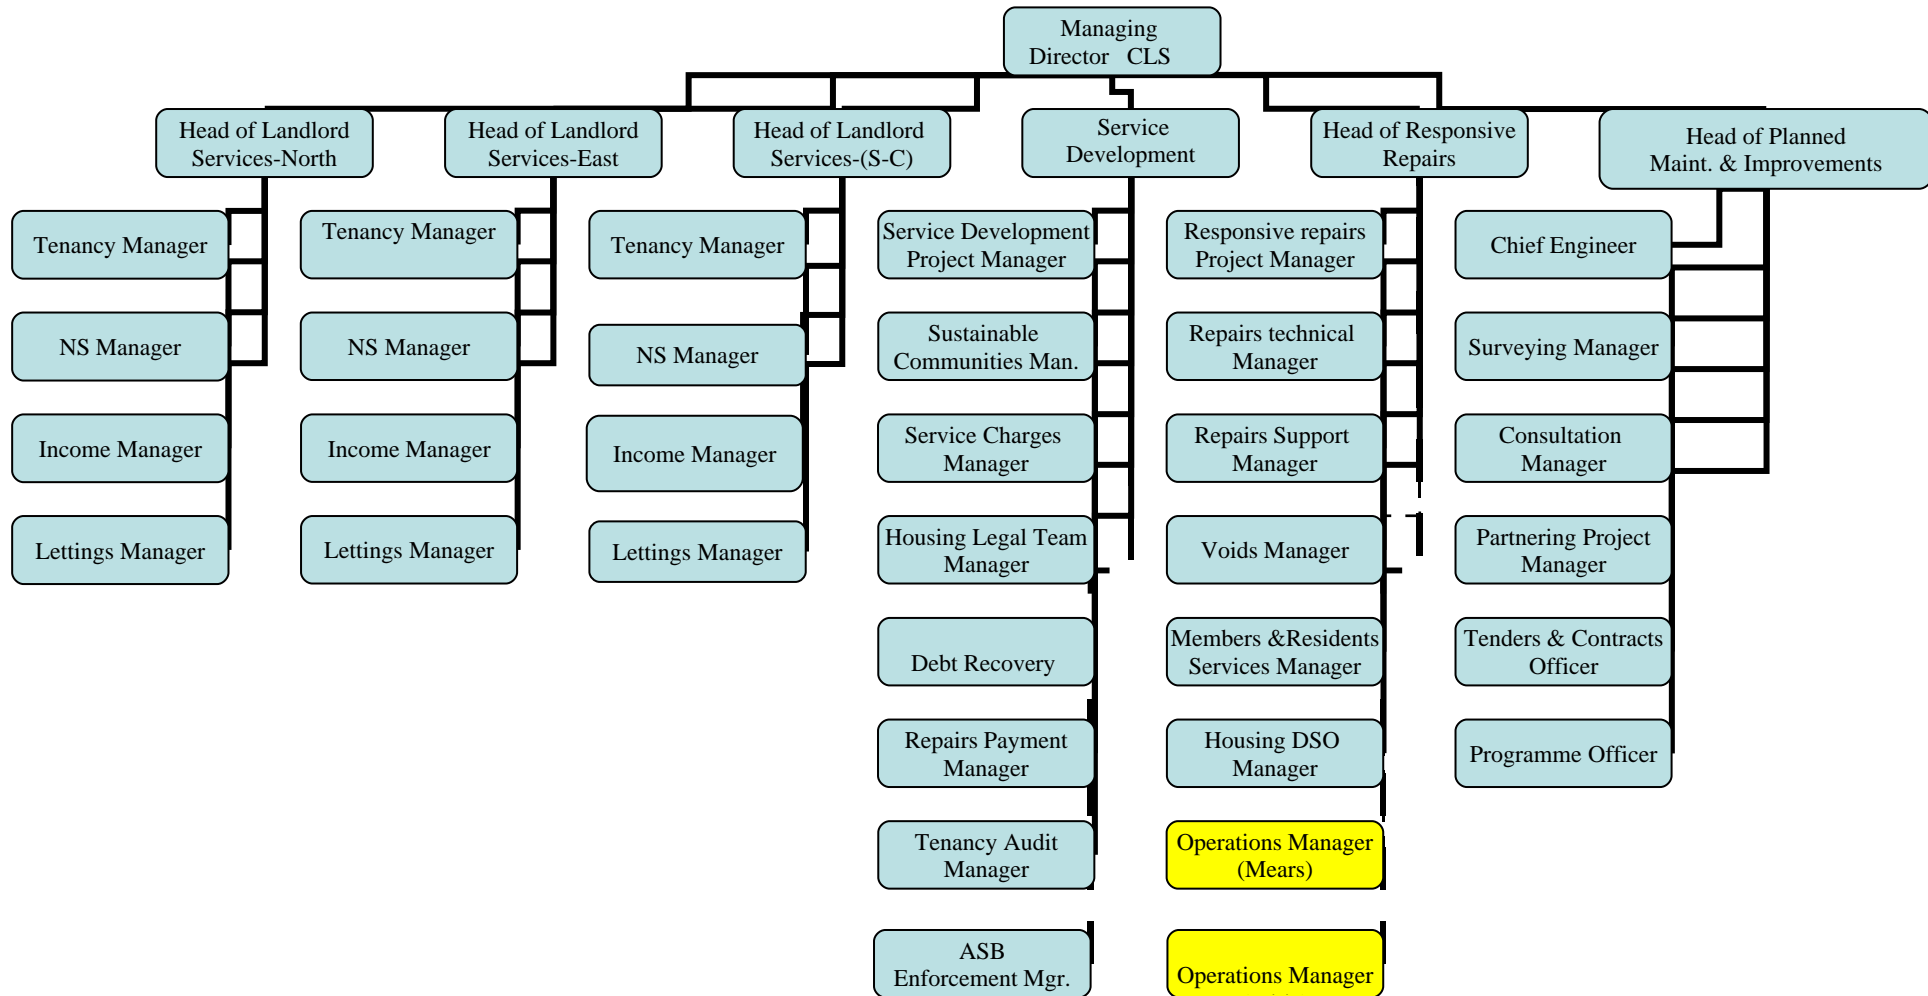 Managing
Director CLS
Head of Landlord
Services-North
Head of Landlord
Services-East
Head of Landlord
Services-(S-C)
Service
Development
Head of Responsive
Repairs
Head of Planned
Maint. & Improvements
Tenancy Manager
Tenancy Manager
Tenancy Manager
Service Development
Project Manager
Responsive repairs
Project Manager
Chief Engineer
NS Manager
NS Manager
NS Manager
Sustainable
Communities Man.
Repairs technical
Manager
Surveying Manager
Income Manager
Income Manager
Income Manager
Service Charges
Manager
Repairs Support
Manager
Consultation
Manager
Lettings Manager
Lettings Manager
Lettings Manager
Housing Legal Team
Manager
Voids Manager
Partnering Project
Manager
Debt Recovery
Members &Residents
Services Manager
Tenders & Contracts
Officer
Repairs Payment
Manager
Housing DSO
Manager
Programme Officer
Tenancy Audit
Manager
Operations Manager
(Mears)
ASB
Enforcement Mgr.
Operations Manager